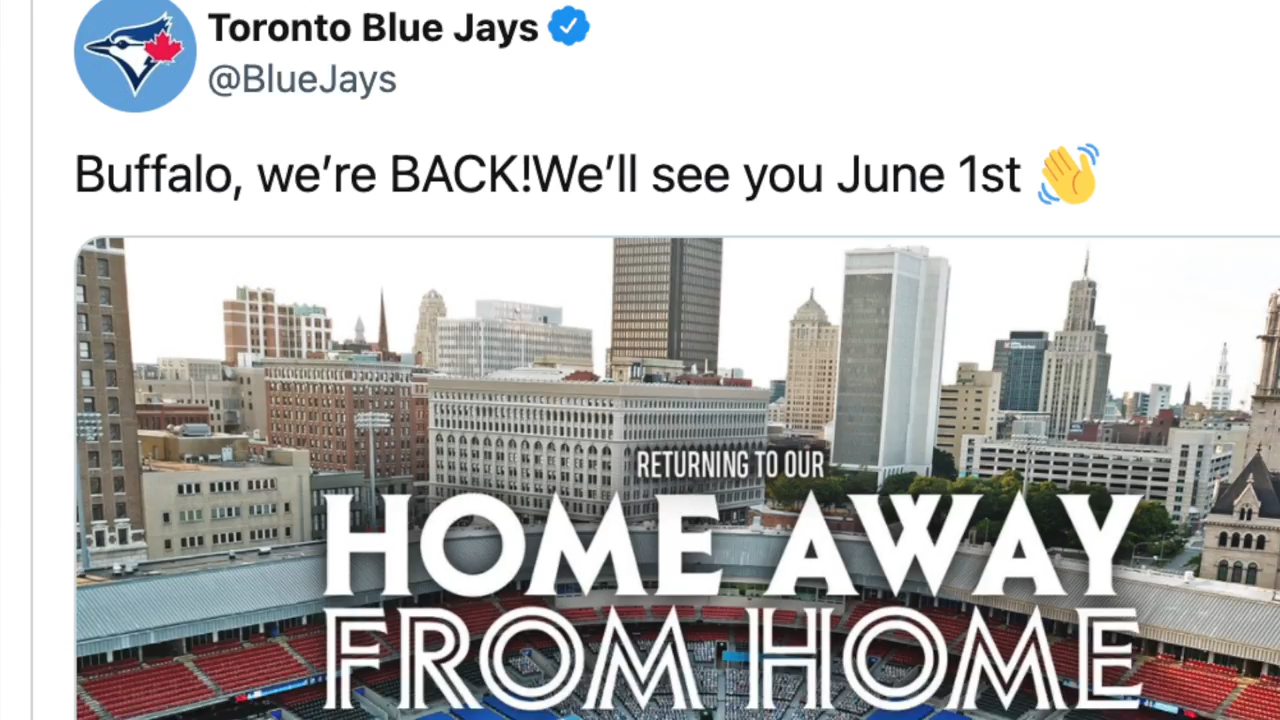 Toronto Blue Jays
@BlueJays
Buffalo, we’re BACK!We’ll see you June 1st 👋
RETURNING TO OUR
HOME AWAY
FROM HOME